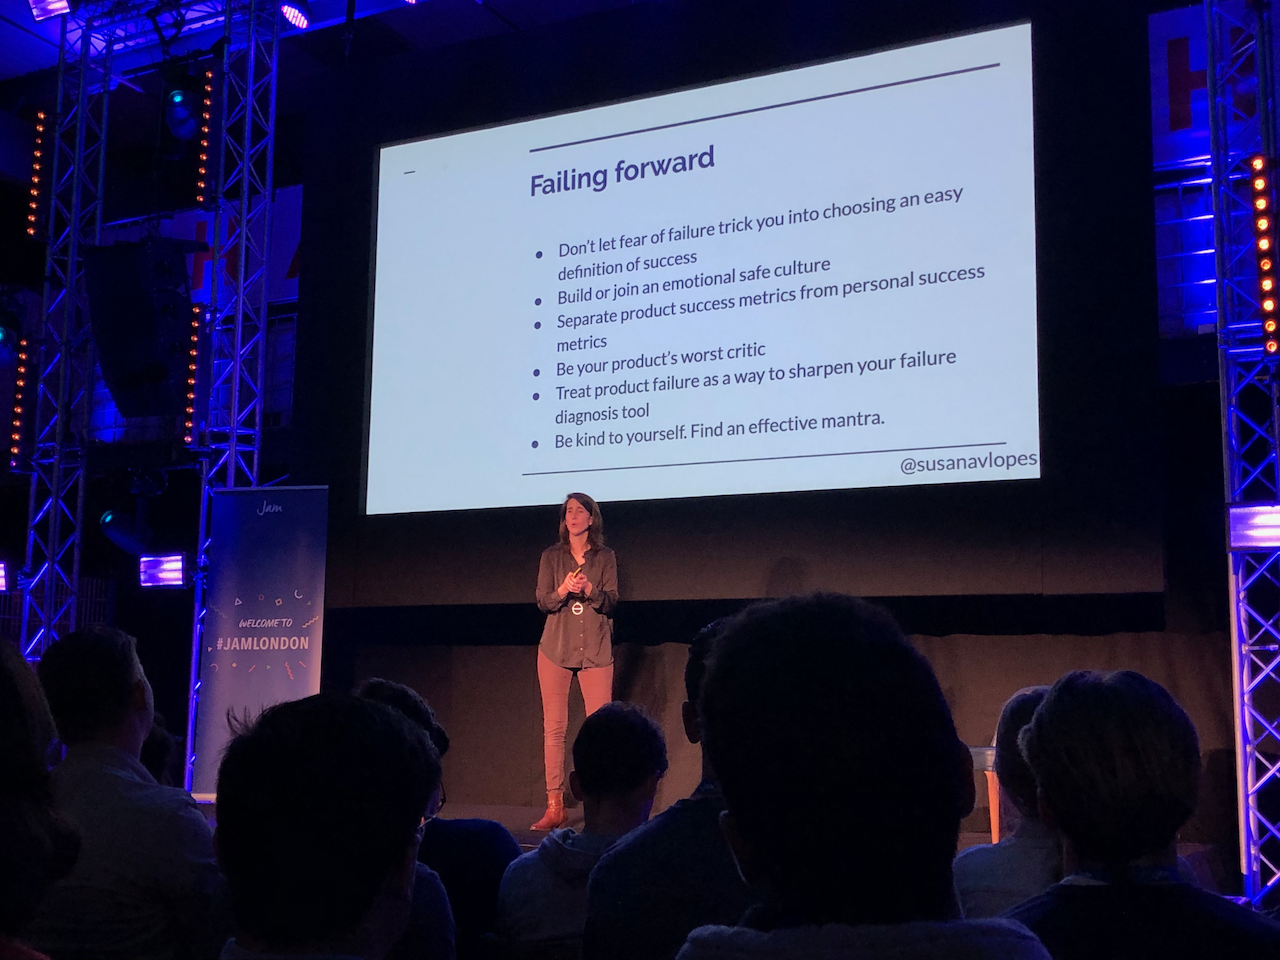 Failing forward
● Don't let fear of failure trick you into choosing an easy
definition of success
● Build or join an emotional safe culture
● Separate product success metrics from personal success
metrics
● Be your product's worst critic
● Treat product failure as a way to sharpen your failure
diagnosis tool
● Be kind to yourself. Find an effective mantra.
@susanavlopes
Jam
WELCOME TO
#JAMLONDON